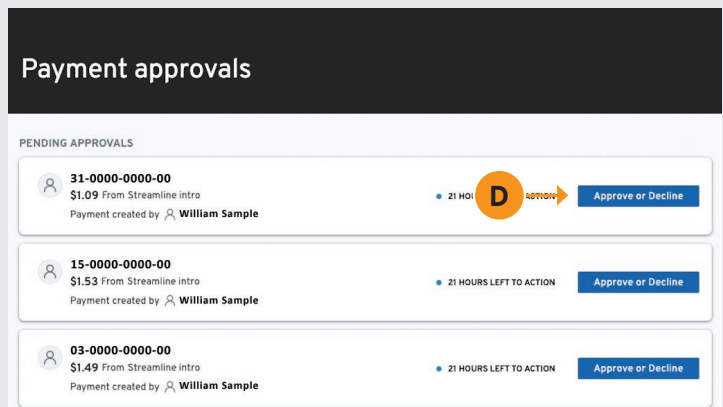 Payment approvals
PENDING APPROVALS
31-0000-0000-00
$1.09 From Streamline intro
Payment created by William Sample
21 D
Approve or Decline
15-0000-0000-00
$1.53 From Streamline intro
Payment created by William Sample
21 HOURS LEFT TO ACTION
Approve or Decline
03-0000-0000-00
$1.49 From Streamline intro
Payment created by William Sample
21 HOURS LEFT TO ACTION
Approve or Decline